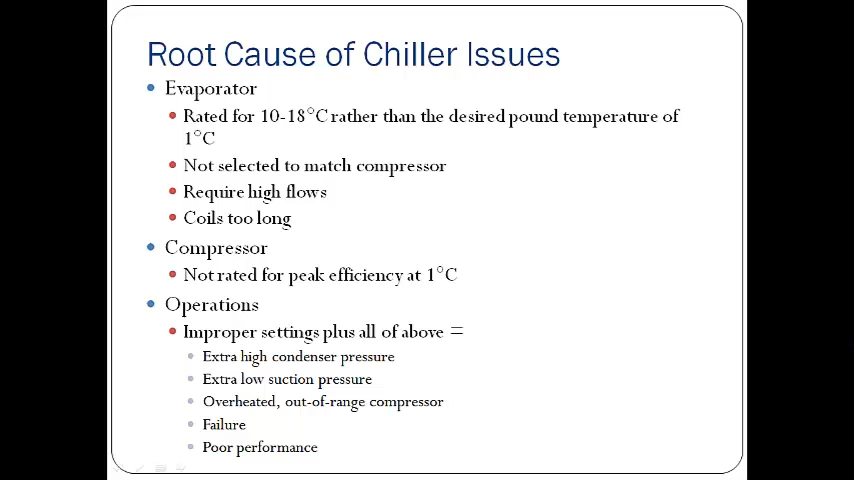 Root Cause of Chiller Issues
Evaporator
Rated for 10-18°C rather than the desired pound temperature of
1°C
Not selected to match compressor
Require high flows
Coils too long
Compressor
Not rated for peak efficiency at 1°C
Operations
Improper settings plus all of above =
Extra high condenser pressure
Extra low suction pressure
Overheated, out-of-range compressor
Failure
Poor performance